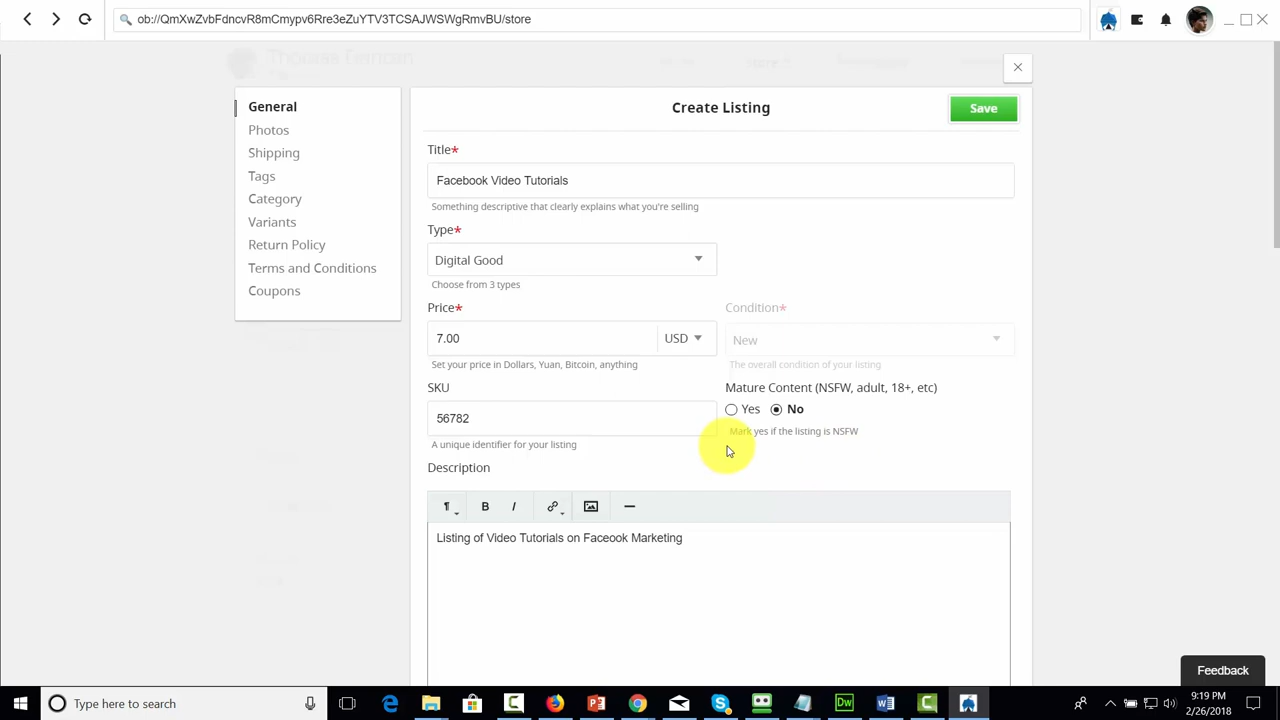 ob://QmXwZvbFdncvR8mCmypv6Rre3eZuYTV3TCSAJWSWgRmvBU/store
General
Photos
Shipping
Tags
Category
Variants
Return Policy
Terms and Conditions
Coupons
Create Listing
Save
Title*
Facebook Video Tutorials
Something descriptive that clearly explains what you're selling
Type*
Digital Good
Choose from 3 types
Price* Condition*
7.00 USD New
Set your price in Dollars, Yuan, Bitcoin, anything The overall condition of your listing
SKU Mature Content (NSFW, adult, 18+, etc)
56782 Yes No
A unique identifier for your listing Mark yes if the listing is NSFW
Description
¶ B I
Listing of Video Tutorials on Faceook Marketing
Feedback
Type here to search
9:19 PM
2/26/2018